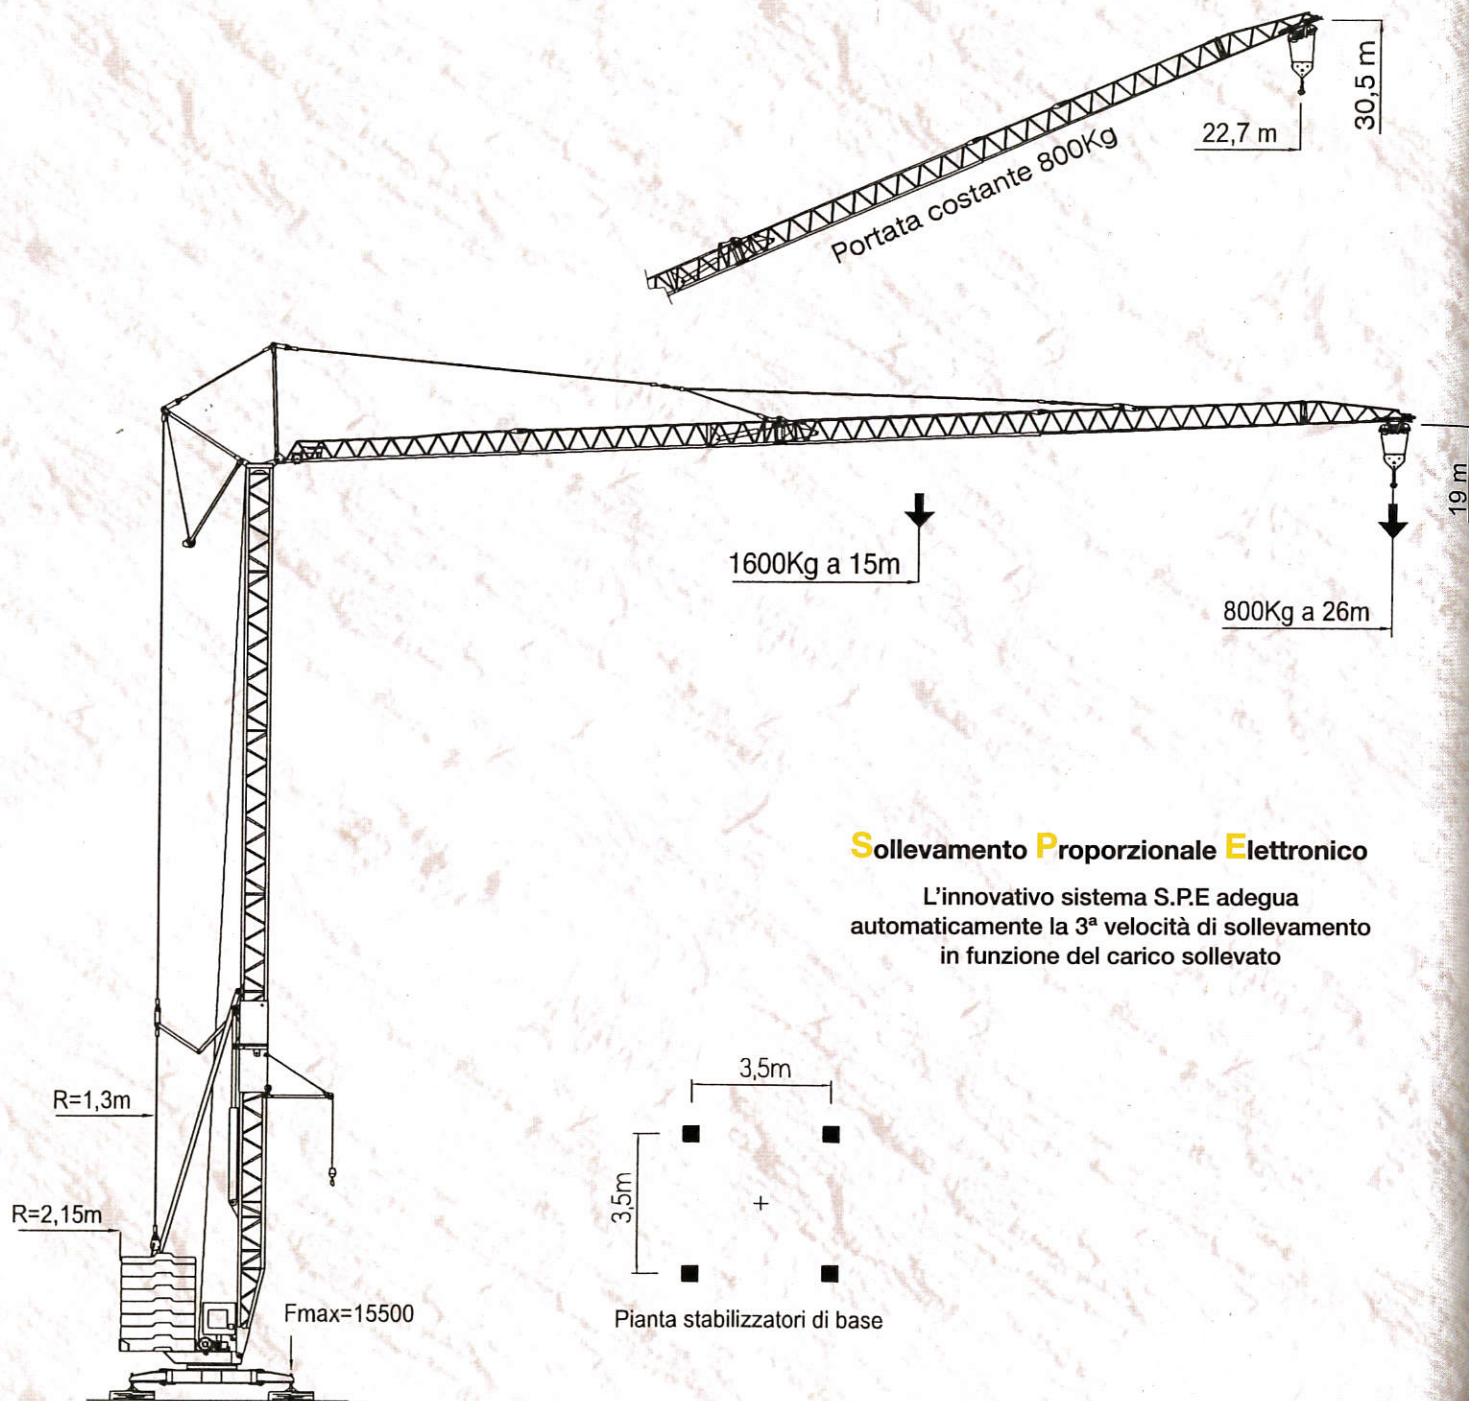 30,5 m
22,7 m
Portata costante 800Kg
19 m
1600Kg a 15m
800Kg a 26m
Sollevamento Proporzionale Elettronico
L'innovativo sistema S.P.E adegua
automaticamente la 3ª velocità di sollevamento
in funzione del carico sollevato
3,5m
R=1,3m
3,5m
R=2,15m
Fmax=15500
Pianta stabilizzatori di base